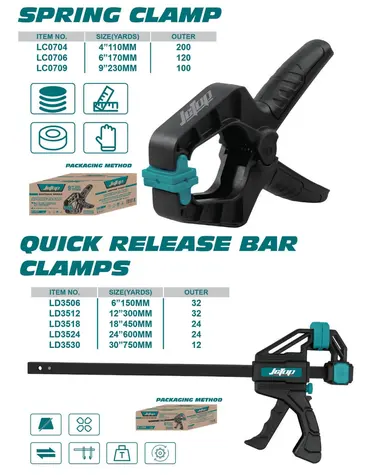 SPRING CLAMP
ITEM NO. SIZE(YARDS) OUTER
LC0704 4"110MM 200
LC0706 6"170MM 120
LC0709 9"230MM 100
Jetop
PACKAGING METHOD
QUICK RELEASE BAR
CLAMPS
ITEM NO. SIZE(YARDS) OUTER
LD3506 6"150MM 32
LD3512 12"300MM 32
LD3518 18"450MM 24
LD3524 24"600MM 24
LD3530 30"750MM 12
Jetop
PACKAGING METHOD
T